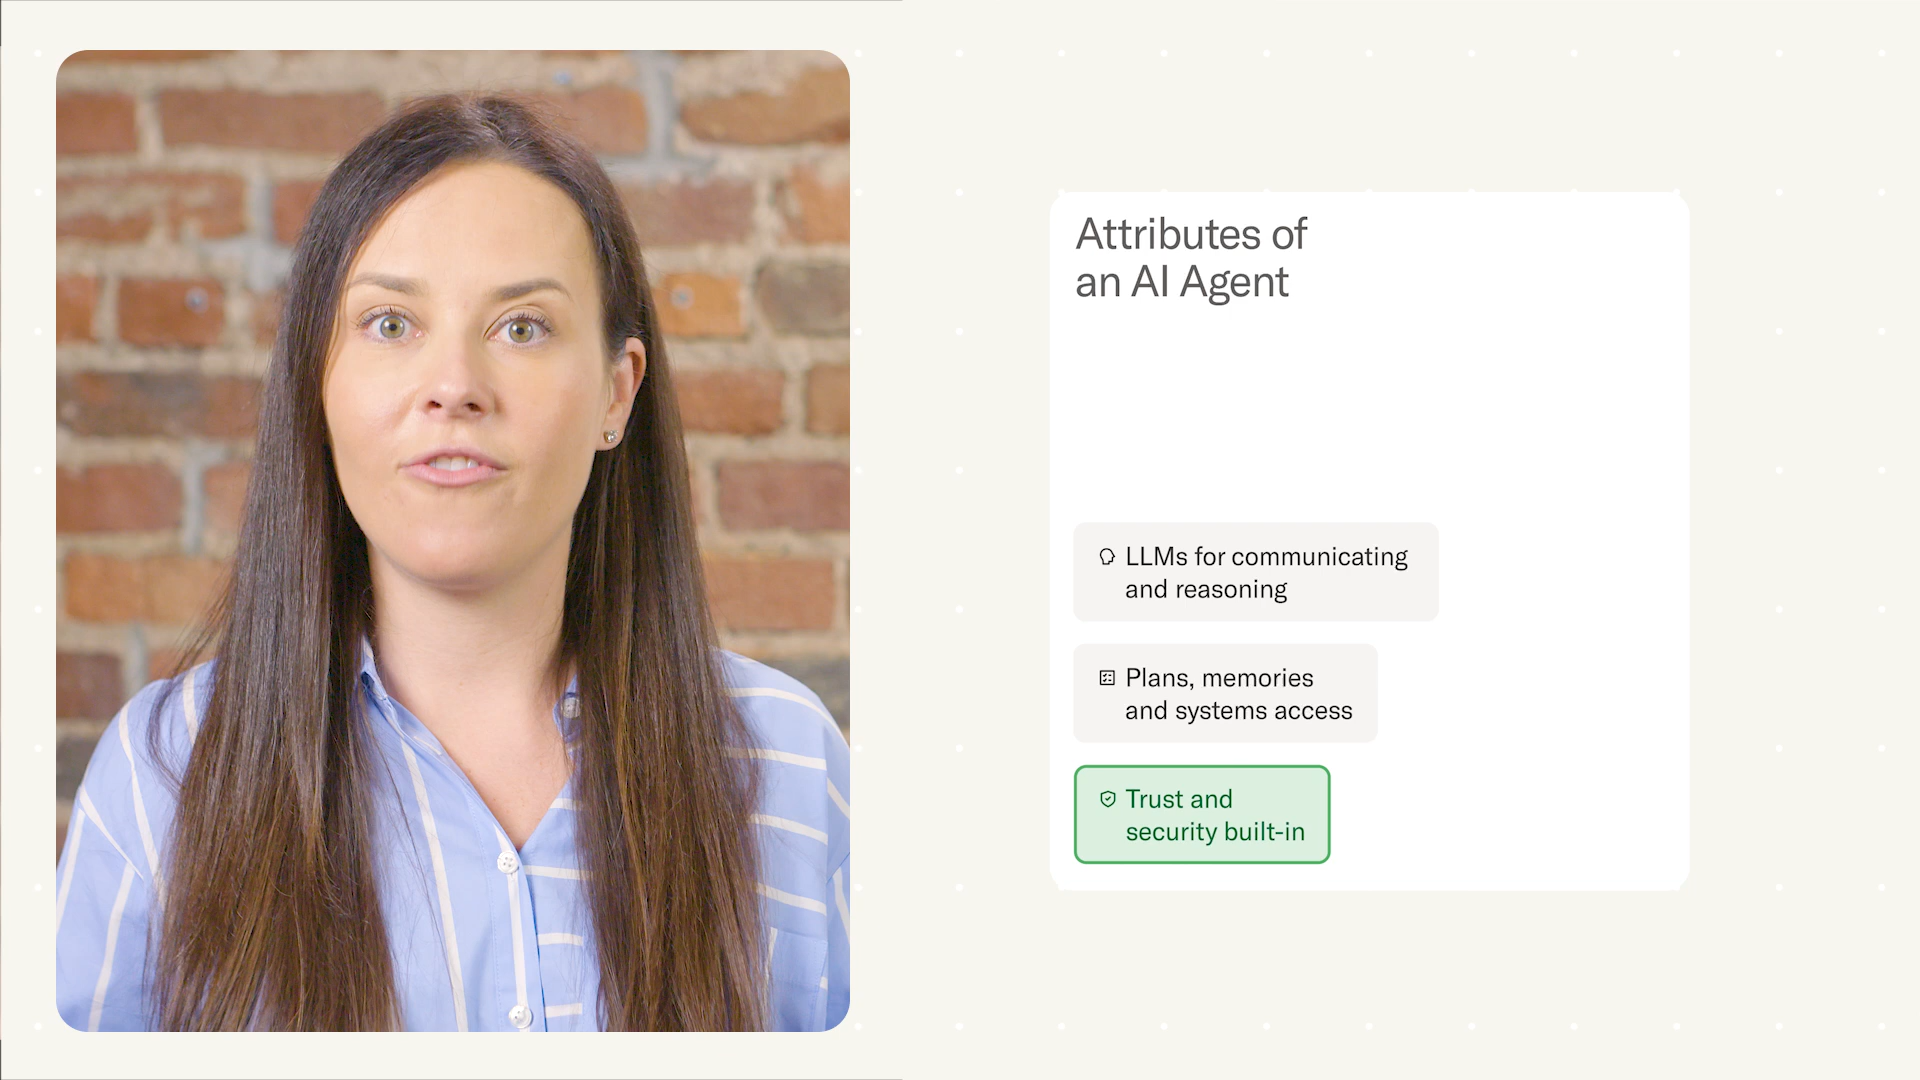 Attributes of
an AI Agent
LLMs for communicating
and reasoning
Plans, memories
and systems access
Trust and
security built-in